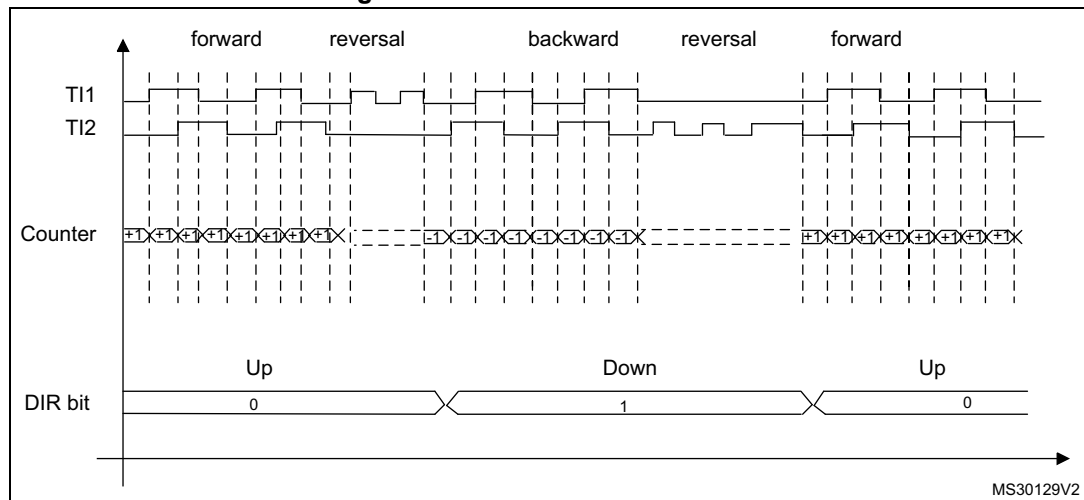 forward reversal backward reversal forward
TI1
TI2
Counter +1 +1 +1 +1 +1 +1 +1 +1 -1 -1 -1 -1 -1 -1 -1 -1 +1 +1 +1 +1 +1 +1 +1 +1
Up Down Up
DIR bit 0 1 0
MS30129V2